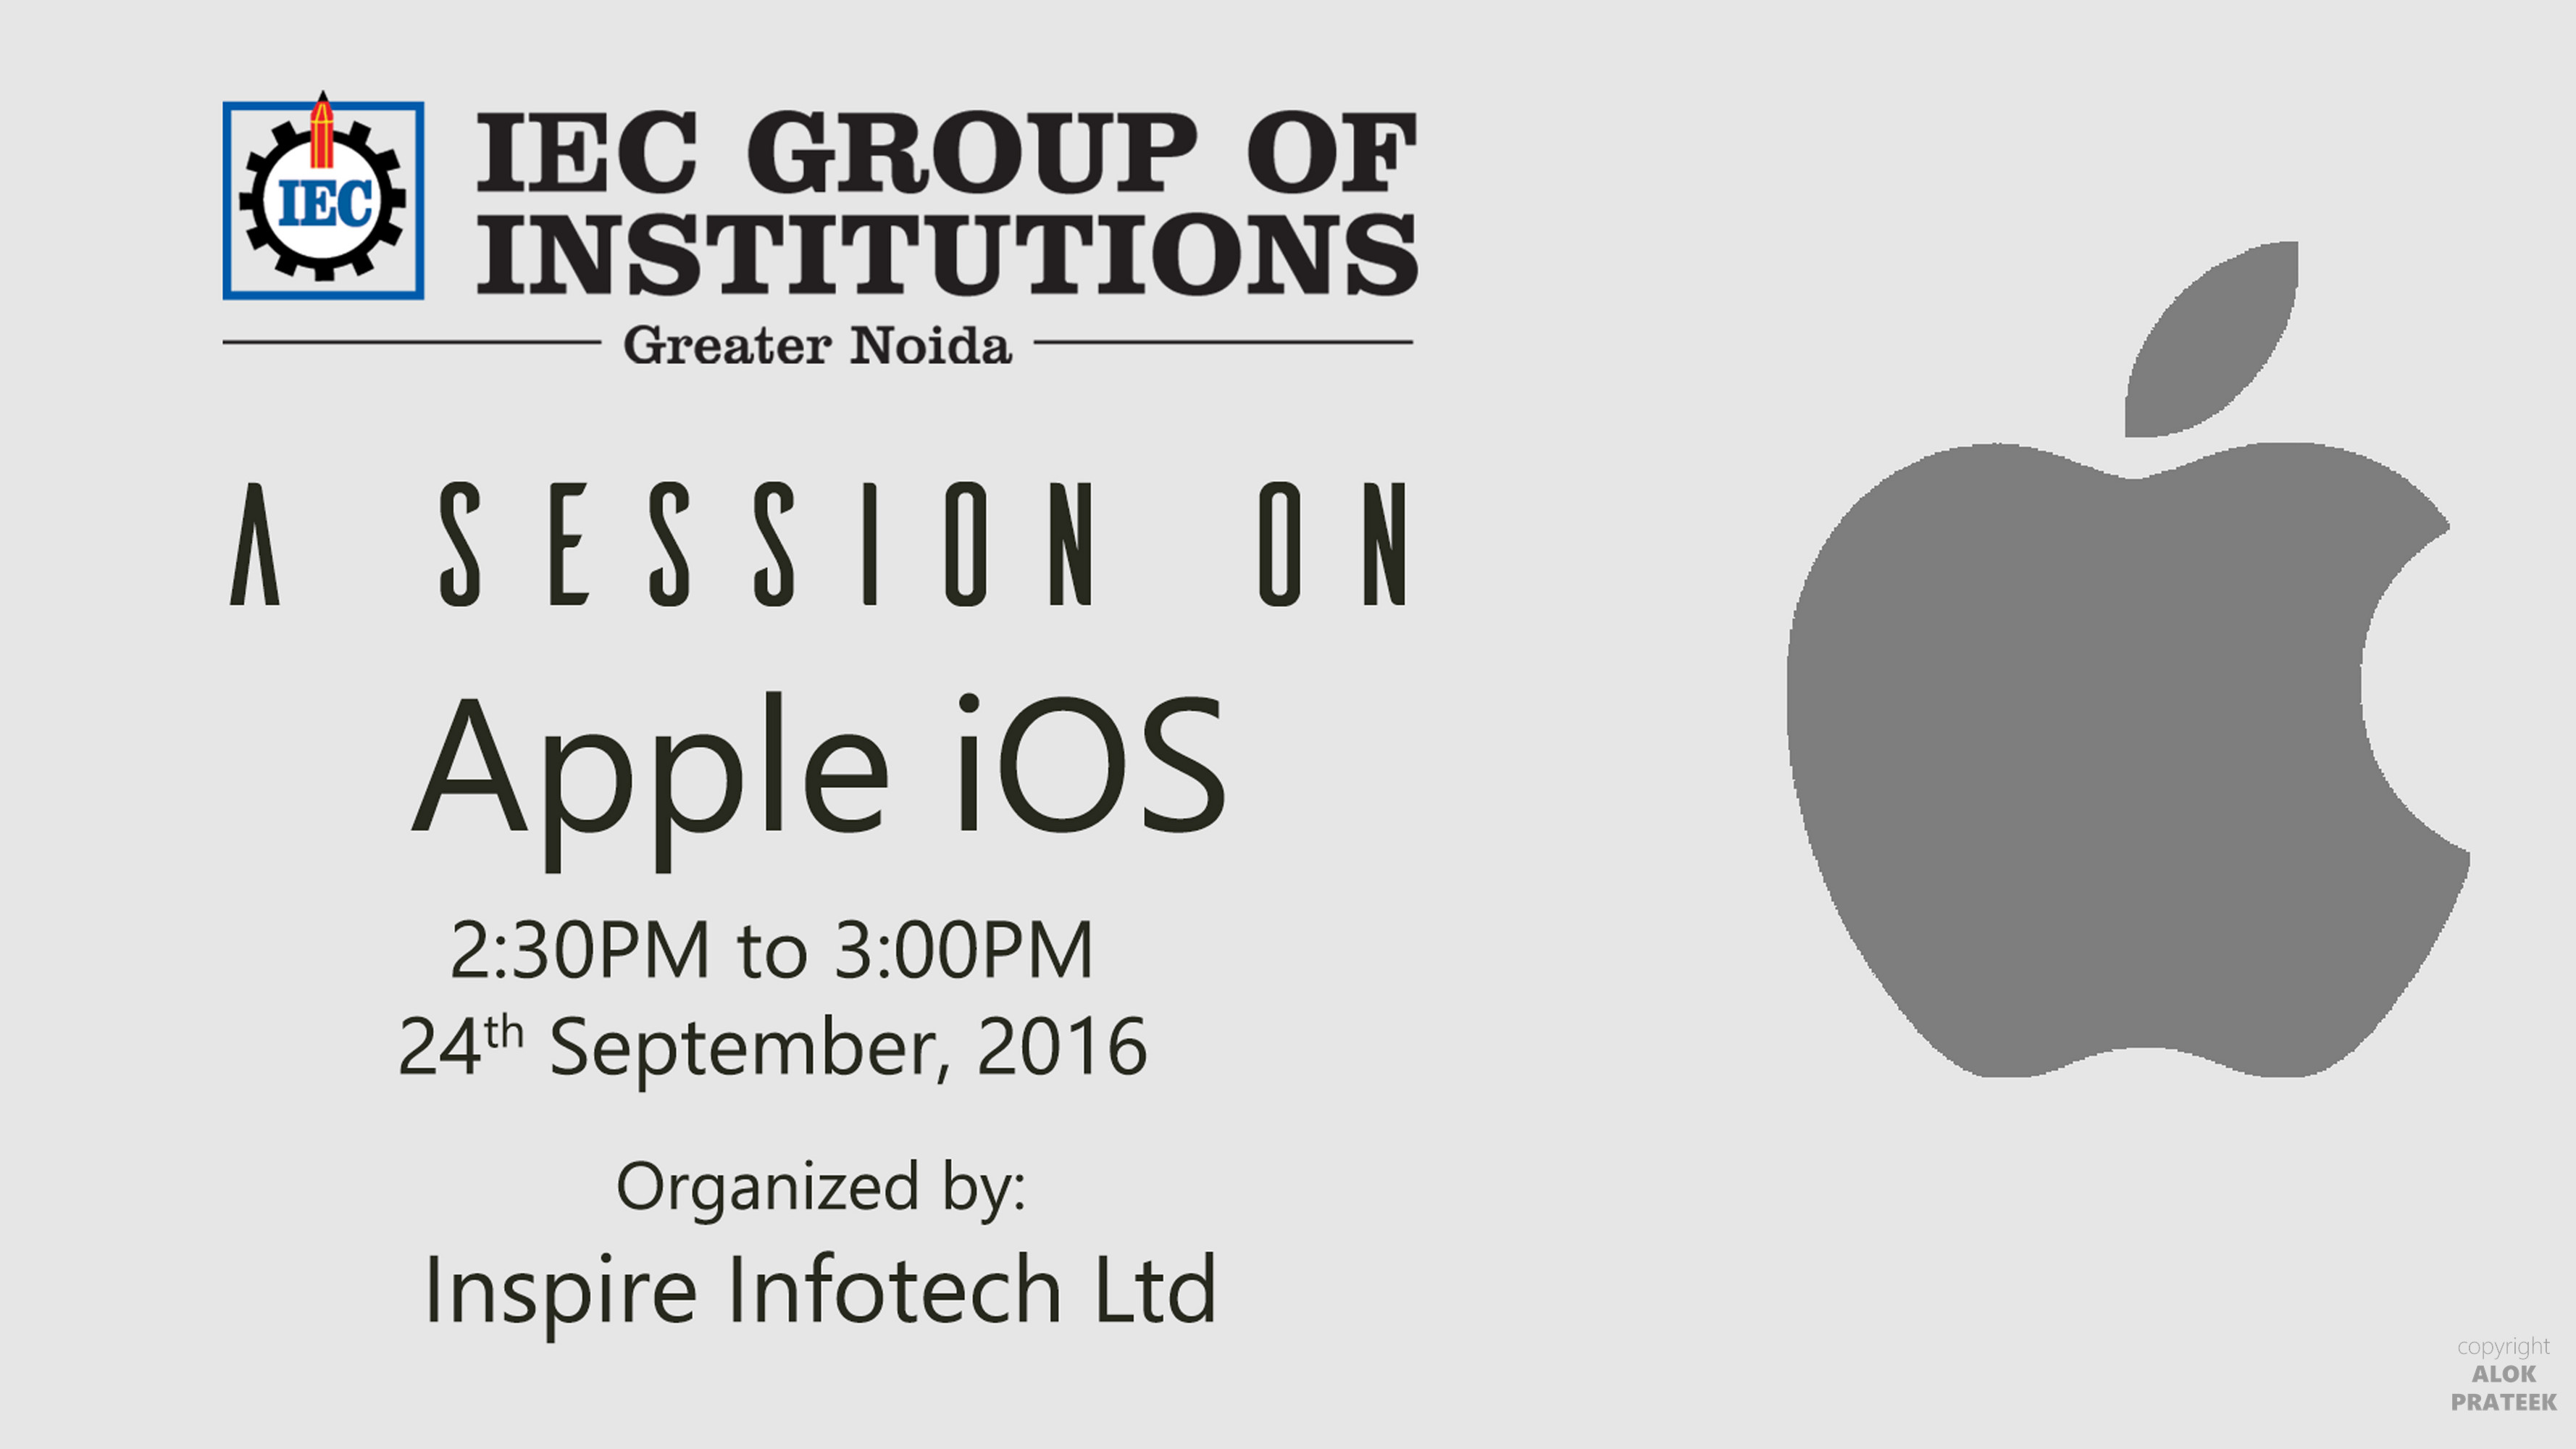 IEC
IEC GROUP OF
INSTITUTIONS
Greater Noida
A SESSION ON
Apple iOS
2:30PM to 3:00PM
24th September, 2016
Organized by:
Inspire Infotech Ltd
copyright
ALOK
PRATEEK